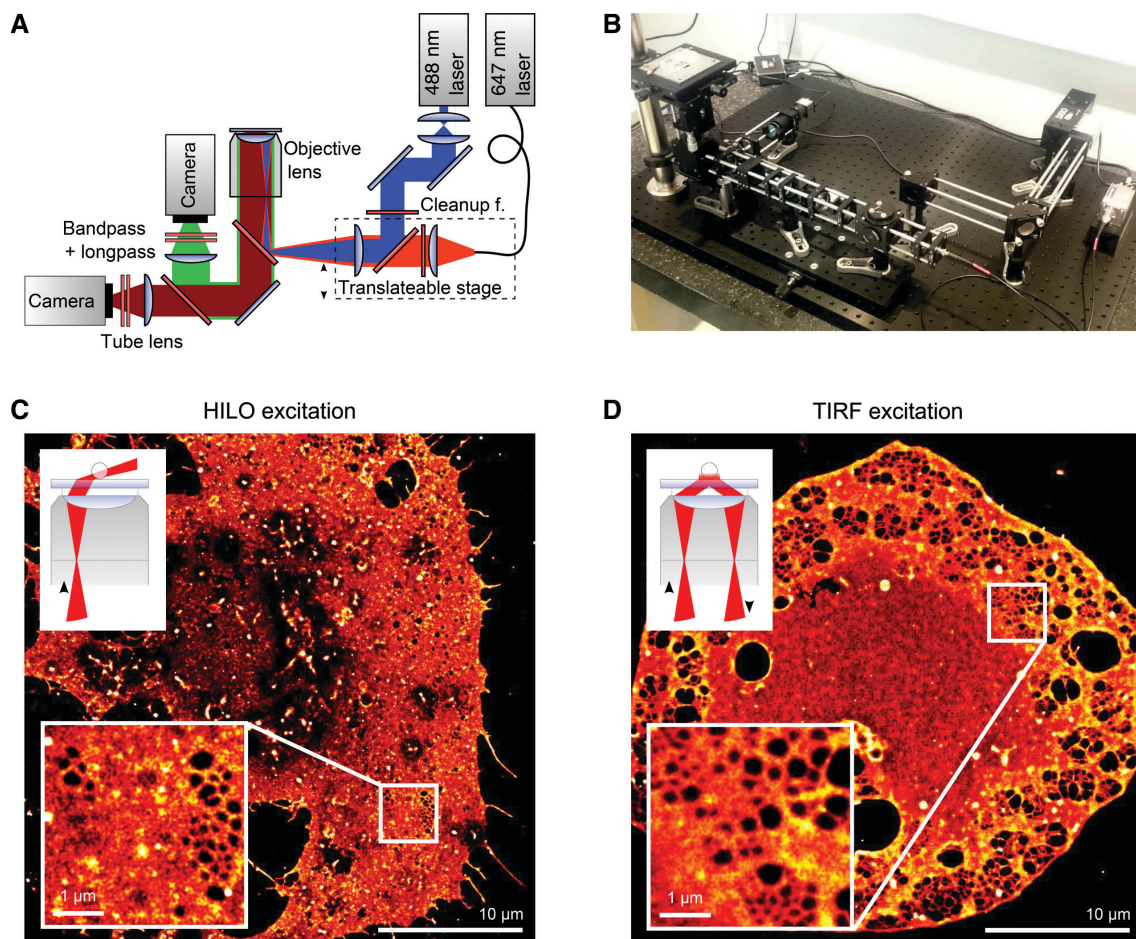 A
488 nm
laser
647 nm
laser
Camera
Objective
lens
Cleanup f.
Bandpass
+ longpass
Translateable stage
Camera
Tube lens
B
C
HILO excitation
1 µm
10 µm
D
TIRF excitation
1 µm
10 µm